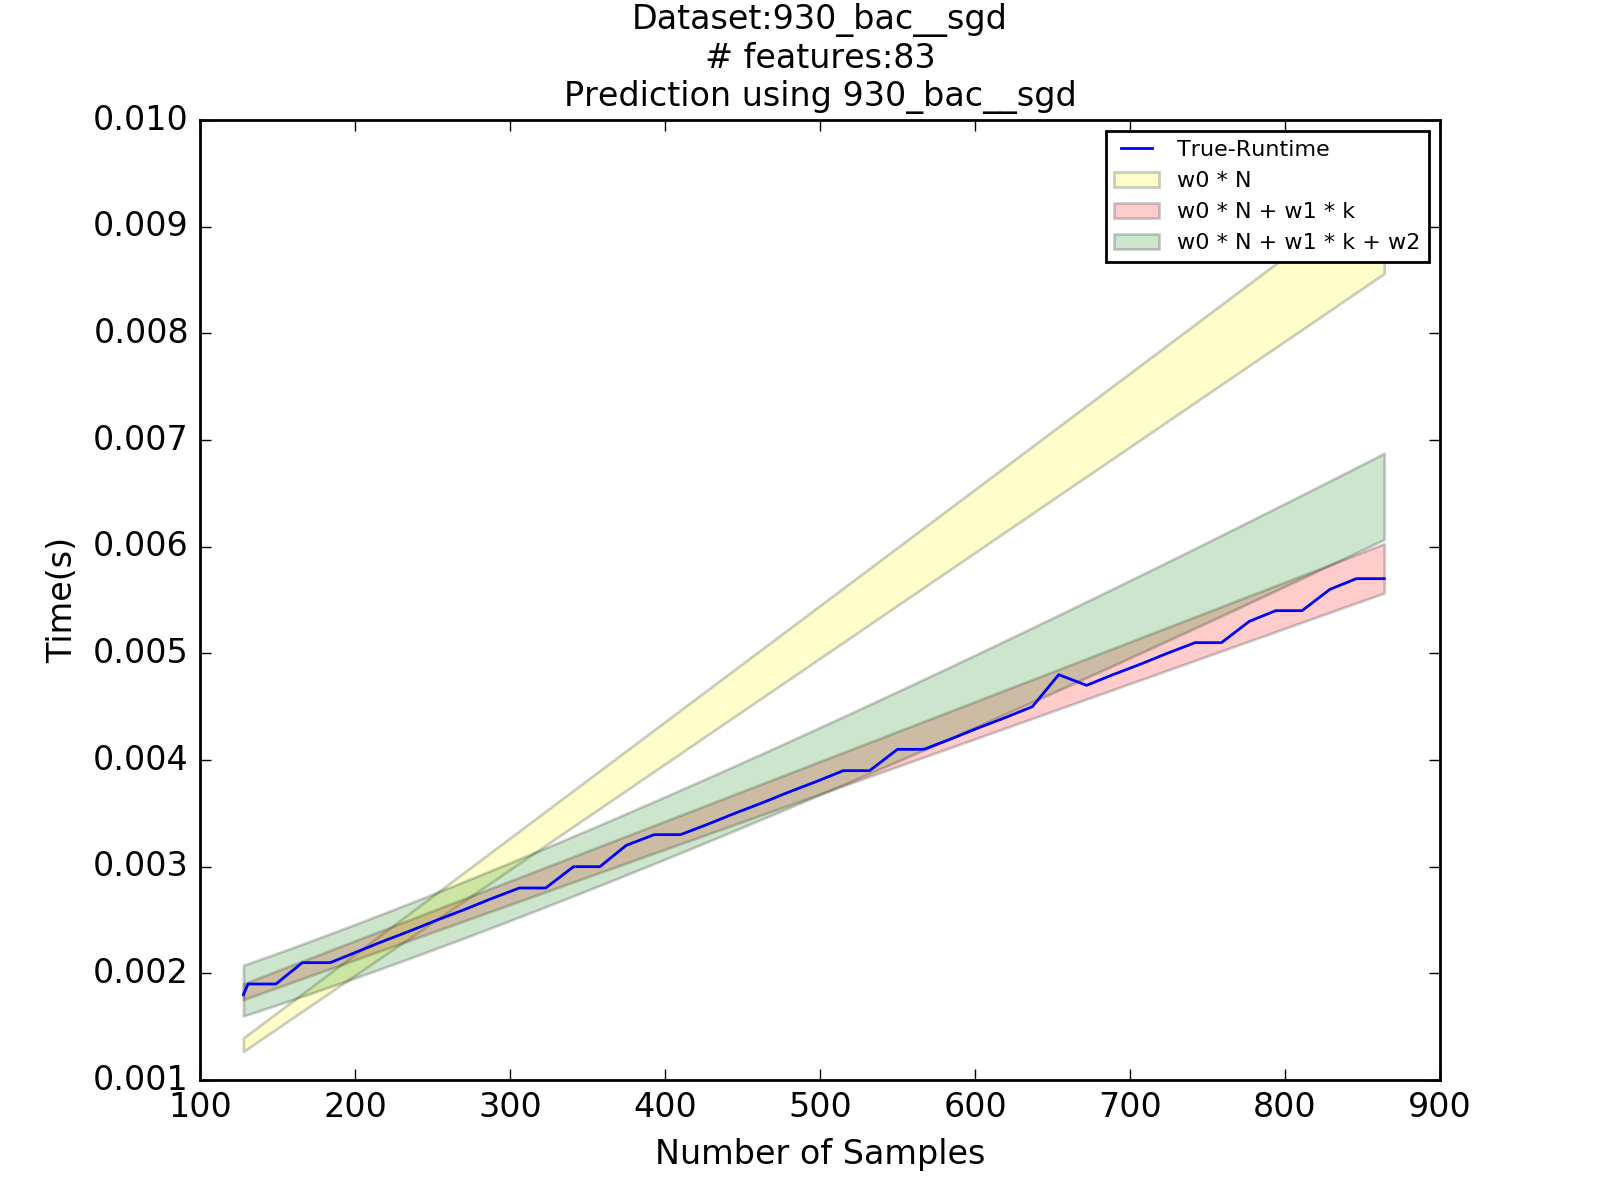 Dataset:930_bac__sgd
# features:83
Prediction using 930_bac__sgd
0.010
0.009
0.008
0.007
0.006
0.005
0.004
0.003
0.002
0.001
Time(s)
True-Runtime
w0 * N
w0 * N + w1 * k
w0 * N + w1 * k + w2
100 200 300 400 500 600 700 800 900
Number of Samples